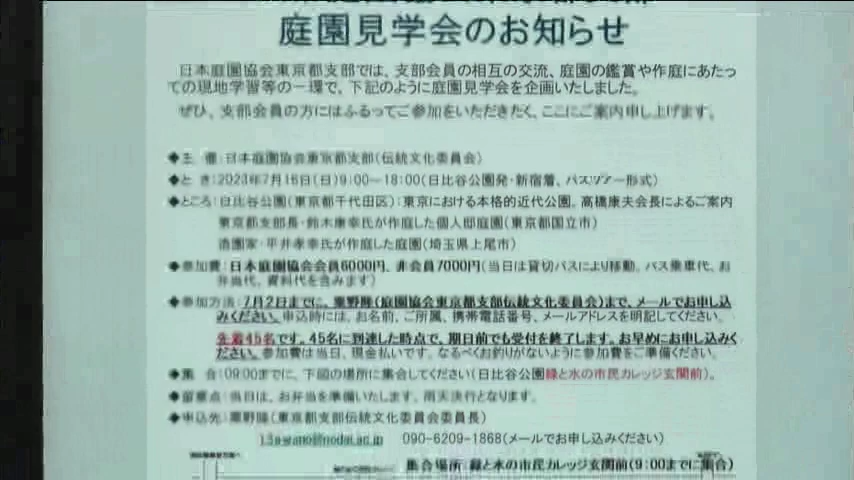 庭園見学会のお知らせ
日本庭園協会東京都支部では、支部会員の相互の交流、庭園の鑑賞や作庭にあたっ
ての現地学習等の一環で、下記のように庭園見学会を企画いたしました。
ぜひ、支部会員の方にはふるってご参加をいただきたく、ここにご案内申し上げます。
◆主 催：日本庭園協会東京都支部（伝統文化委員会）
◆と き：2023年7月16日（日）9:00－18:00（日比谷公園発・新宿着、バスツアー形式）
◆ところ：日比谷公園（東京都千代田区）：東京における本格的近代公園。高橋康夫会長によるご案内
東京都支部長・鈴木康幸氏が作庭した個人邸庭園（東京都国立市）
造園家・平井孝幸氏が作庭した庭園（埼玉県上尾市）
◆参加費：日本庭園協会会員6000円、非会員7000円（当日は貸切バスにより移動。バス乗車代、お
弁当代、資料代を含みます）
◆参加方法：7月2日までに、粟野隆（庭園協会東京都支部伝統文化委員会）まで、メールでお申し込
みください。申込時には、お名前、ご所属、携帯電話番号、メールアドレスを明記してください。
先着45名です。45名に到達した時点で、期日前でも受付を終了します。お早めにお申し込みく
ださい。参加費は当日、現金払いです。なるべくお釣りがないように参加費をご準備ください。
◆集 合：09:00までに、下図の場所に集合してください（日比谷公園緑と水の市民カレッジ玄関前）。
◆留意点：当日は、お弁当を準備いたします。雨天決行となります。
◆申込先：粟野隆（東京都支部伝統文化委員会委員長）
090-6209-1868（メールでお申し込みください）
集合場所：緑と水の市民カレッジ玄関前（9:00までに集合）